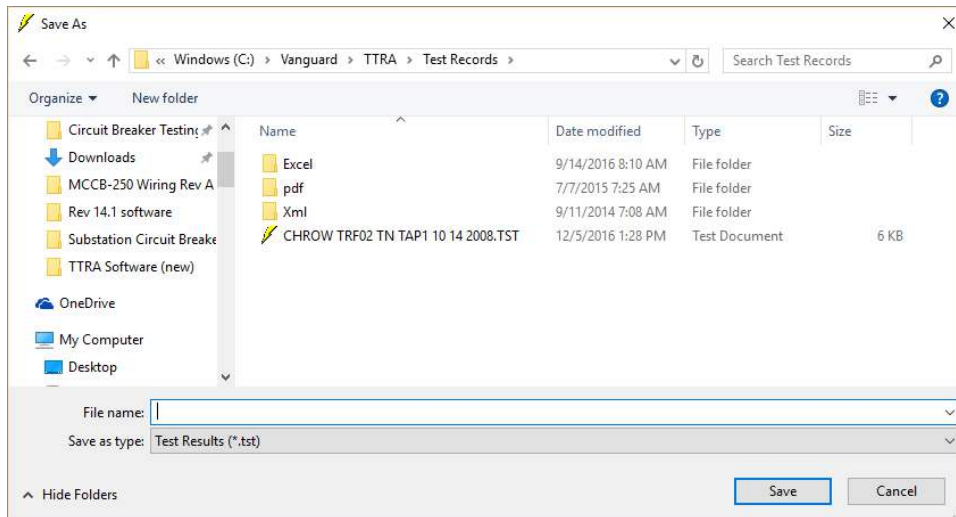 Save As
« Windows (C:) > Vanguard > TTRA > Test Records >
Search Test Records
Organize
New folder
Circuit Breaker Testing
Downloads
MCCB-250 Wiring Rev A
Rev 14.1 software
Substation Circuit Breake
TTRA Software (new)
OneDrive
My Computer
Desktop
Name Date modified Type Size
Excel 9/14/2016 8:10 AM File folder
pdf 7/7/2015 7:25 AM File folder
Xml 9/11/2014 7:08 AM File folder
CHROW TRF02 TN TAP1 10 14 2008.TST 12/5/2016 1:28 PM Test Document 6 KB
File name:
Save as type: Test Results (*.tst)
Hide Folders
Save
Cancel